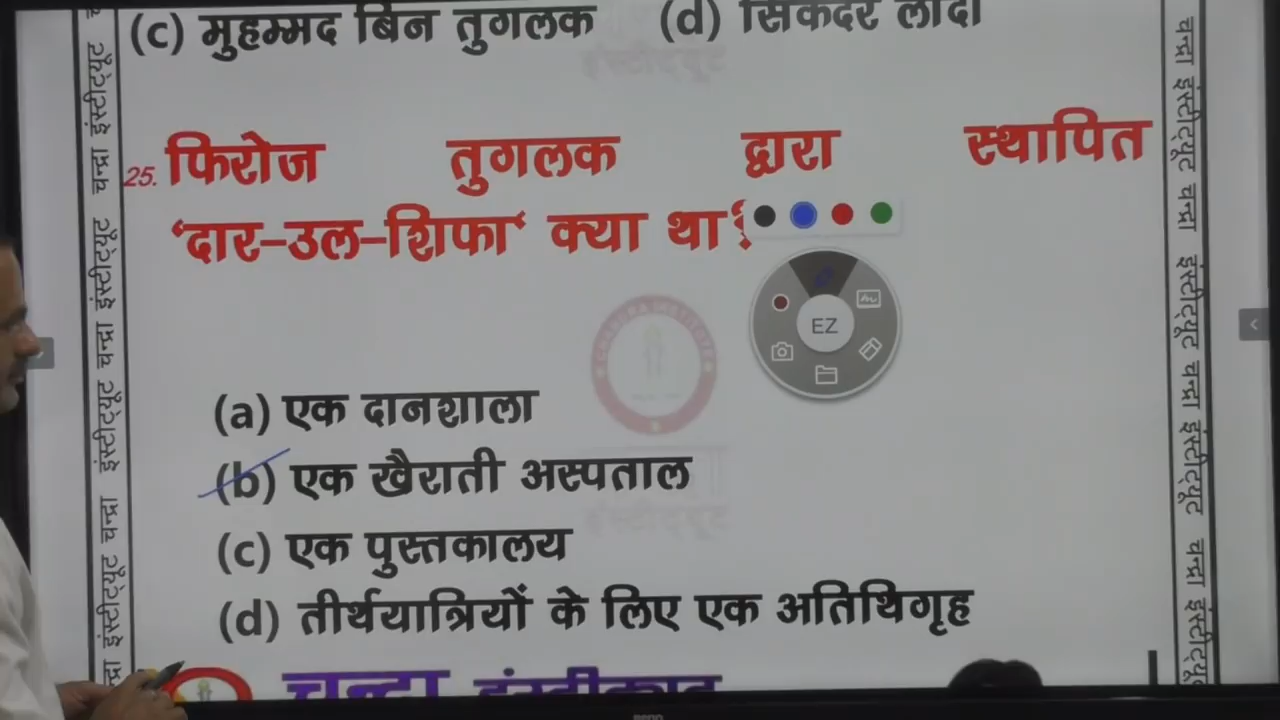 (c) मुहम्मद बिन तुगलक (d) सिकंदर लोदी
25. फिरोज तुगलक द्वारा स्थापित
‘दार-उल-शिफा‘ क्या था?
EZ
(a) एक दानशाला
(b) एक खैराती अस्पताल
(c) एक पुस्तकालय
(d) तीर्थयात्रियों के लिए एक अतिथिगृह
चन्द्रा इंस्टीट्यूट चन्द्रा इंस्टीट्यूट चन्द्रा इंस्टीट्यूट
चन्द्रा इंस्टीट्यूट चन्द्रा इंस्टीट्यूट चन्द्रा इंस्टीट्यूट चन्द्रा इंस्टीट्यूट